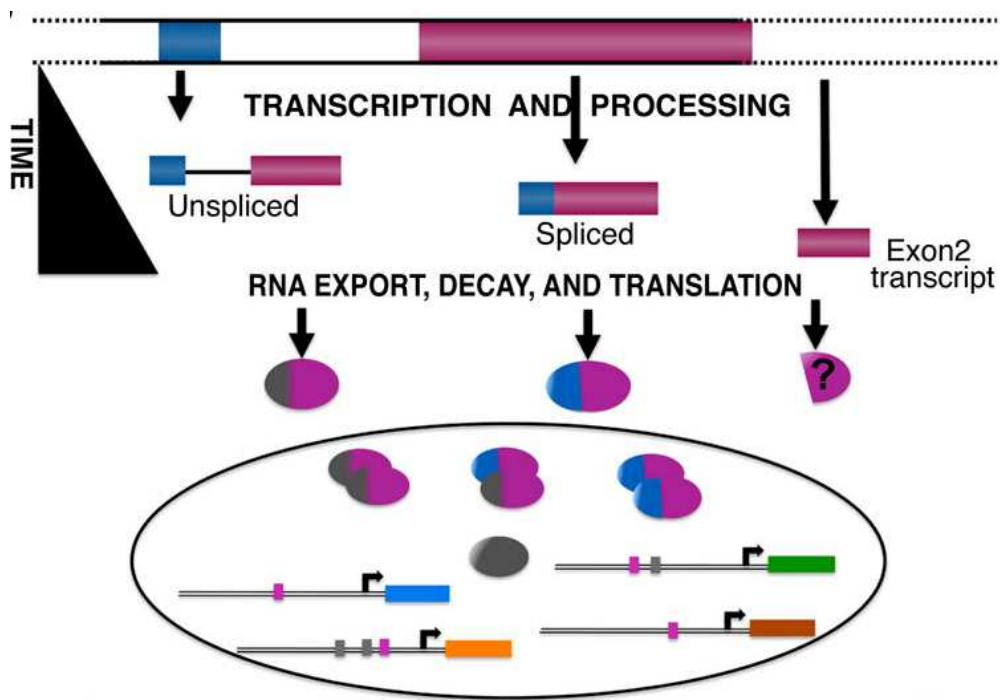 TRANSCRIPTION AND PROCESSING
TIME
Unspliced
Spliced
Exon2
transcript
RNA EXPORT, DECAY, AND TRANSLATION
?